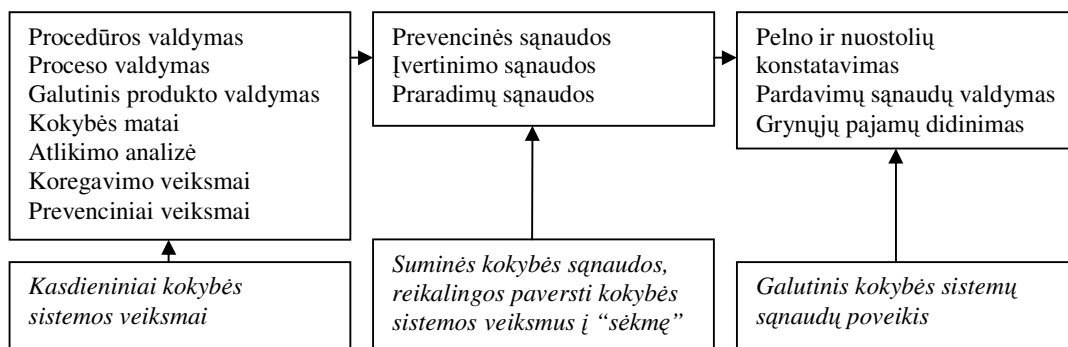 Procedūros valdymas
Proceso valdymas
Galutinis produkto valdymas
Kokybės matai
Atlikimo analizė
Koregavimo veiksmai
Prevenciniai veiksmai
Prevencinės sąnaudos
Įvertinimo sąnaudos
Praradimų sąnaudos
Pelno ir nuostolių
konstatavimas
Pardavimų sąnaudų valdymas
Grynųjų pajamų didinimas
Kasdieniniai kokybės
sistemos veiksmai
Suminės kokybės sąnaudos,
reikalingos paversti kokybės
sistemos veiksmus į “sėkmę”
Galutinis kokybės sistemų
sąnaudų poveikis